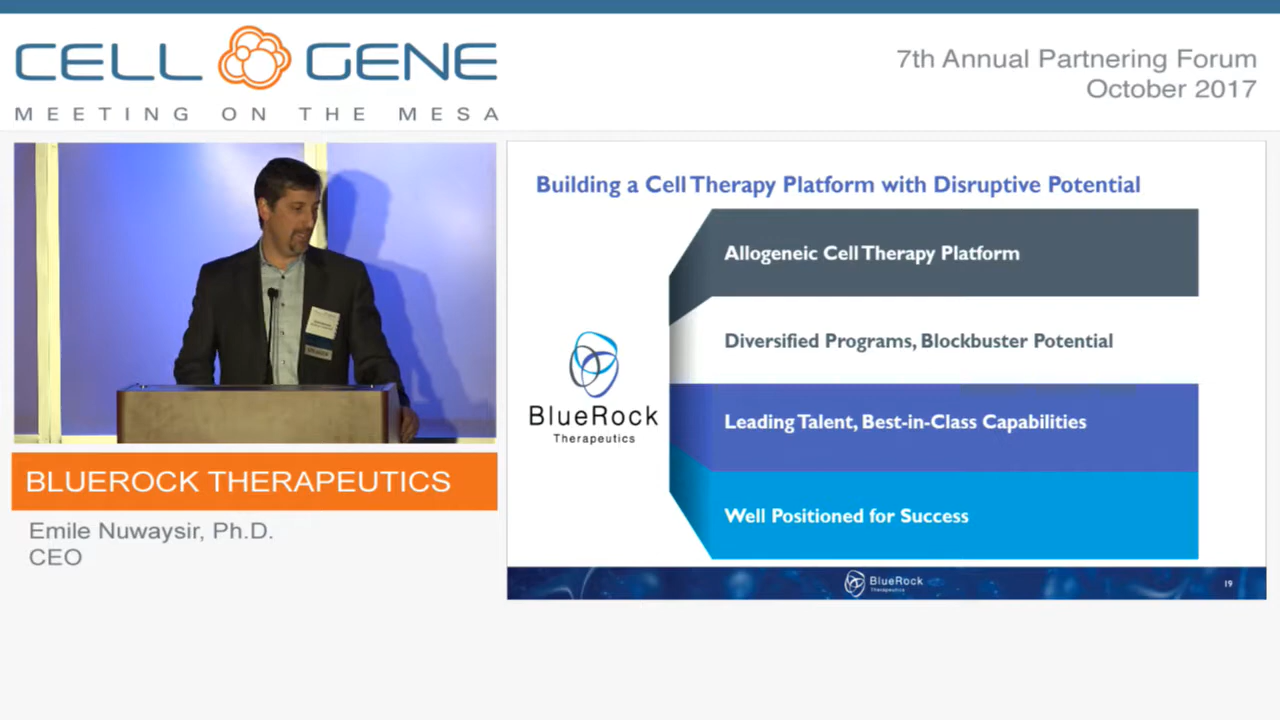 CELL GENE
MEETING ON THE MESA
7th Annual Partnering Forum
October 2017
Building a Cell Therapy Platform with Disruptive Potential
Allogeneic Cell Therapy Platform
Diversified Programs, Blockbuster Potential
Leading Talent, Best-in-Class Capabilities
Well Positioned for Success
BlueRock
Therapeutics
BlueRock
Therapeutics
19
BLUEROCK THERAPEUTICS
Emile Nuwaysir, Ph.D.
CEO